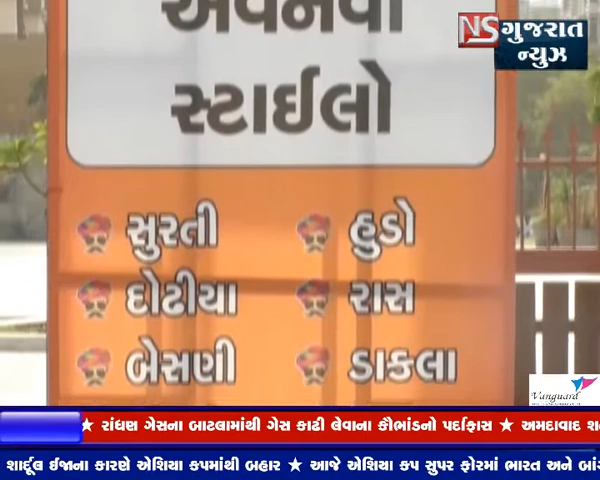 અવનવી
સ્ટાઈલો
સુરતી હુડો
દોઢીયા રાસ
બેસણી ડાકલા
NS ગુજરાત
ન્યુઝ
Vanguard
★ રાંધણ ગેસના બાટલામાંથી ગેસ કાઢી લેવાના કૌભાંડનો પર્દાફાસ ★ અમદાવાદ
શાર્દૂલ ઈજાના કારણે એશિયા કપમાંથી બહાર ★ આજે એશિયા કપ સુપર ફોરમાં ભારત અને